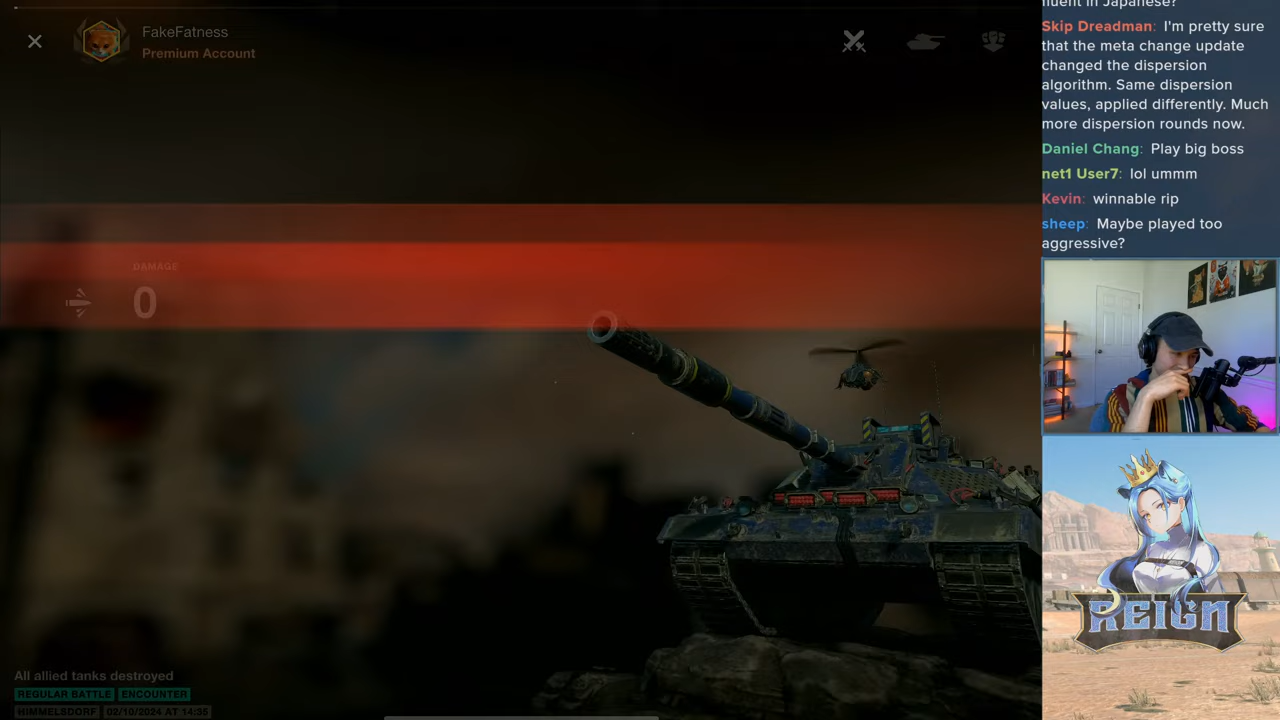 FakeFatness
Premium Account
DAMAGE
0
All allied tanks destroyed
REGULAR BATTLE ENCOUNTER
HIMMELSDORF 02/10/2024 AT 14:35
fluent in Japanese?
Skip Dreadman: I'm pretty sure
that the meta change update
changed the dispersion
algorithm. Same dispersion
values, applied differently. Much
more dispersion rounds now.
Daniel Chang: Play big boss
net1 User7: lol ummm
Kevin: winnable rip
sheep: Maybe played too
aggressive?
REIGN